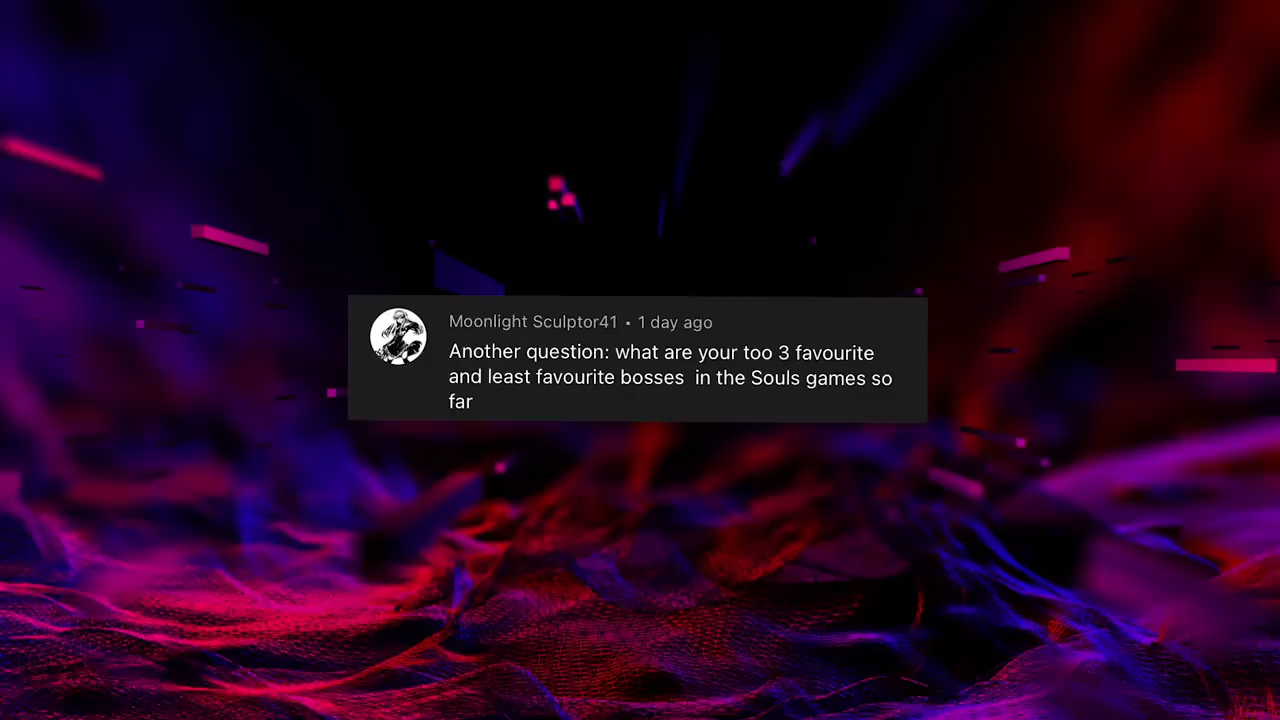 Moonlight Sculptor41 • 1 day ago
Another question: what are your too 3 favourite
and least favourite bosses  in the Souls games so
far